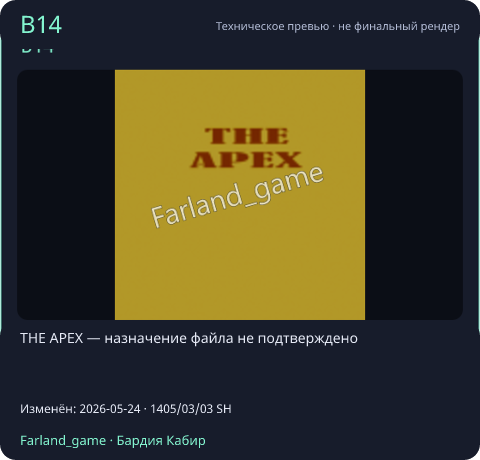 B14
Техническое превью · не финальный рендер
B14
THE
APEX
Farland_game
THE APEX — назначение файла не подтверждено
Изменён: 2026-05-24 · 1405/03/03 SH
Farland_game · Бардия Кабир